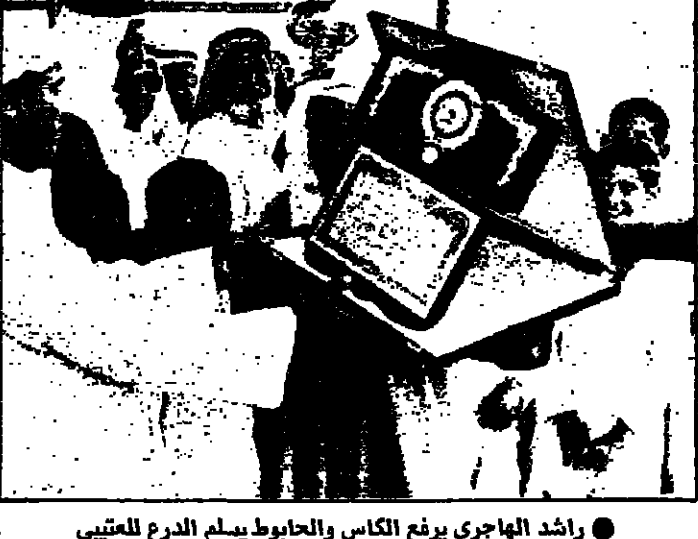 ● راشد الهاجري يرفع الكاس والحابوط يسلم الدرع للعتيبي